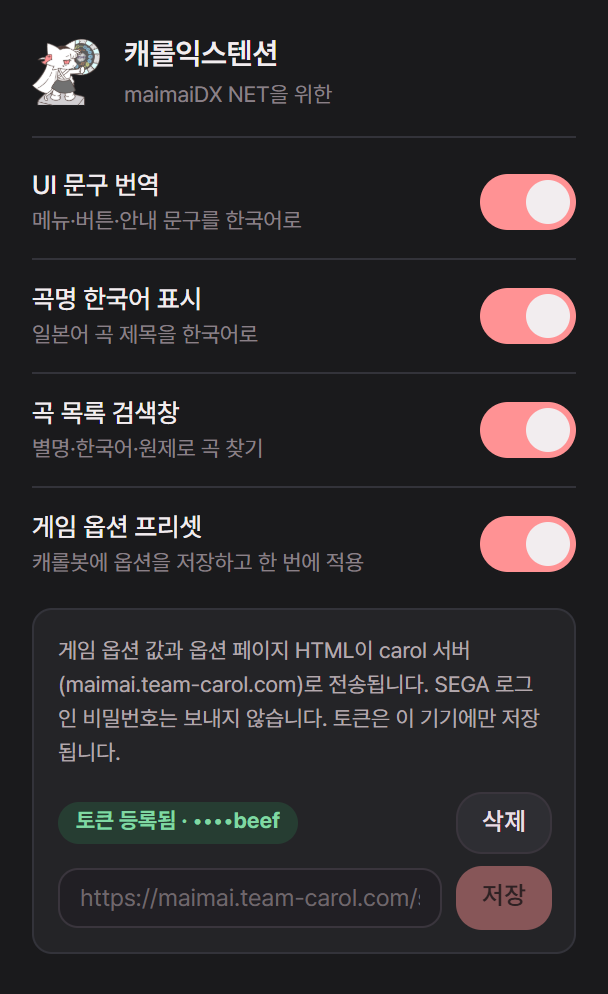 캐롤익스텐션
maimaiDX NET을 위한
UI 문구 번역
메뉴·버튼·안내 문구를 한국어로
곡명 한국어 표시
일본어 곡 제목을 한국어로
곡 목록 검색창
별명·한국어·원제로 곡 찾기
게임 옵션 프리셋
캐롤봇에 옵션을 저장하고 한 번에 적용
게임 옵션 값과 옵션 페이지 HTML이 carol 서버
(maimai.team-carol.com)로 전송됩니다. SEGA 로그
인 비밀번호는 보내지 않습니다. 토큰은 이 기기에만 저장
됩니다.
토큰 등록됨 · ••••beef
삭제
https://maimai.team-carol.com/
저장